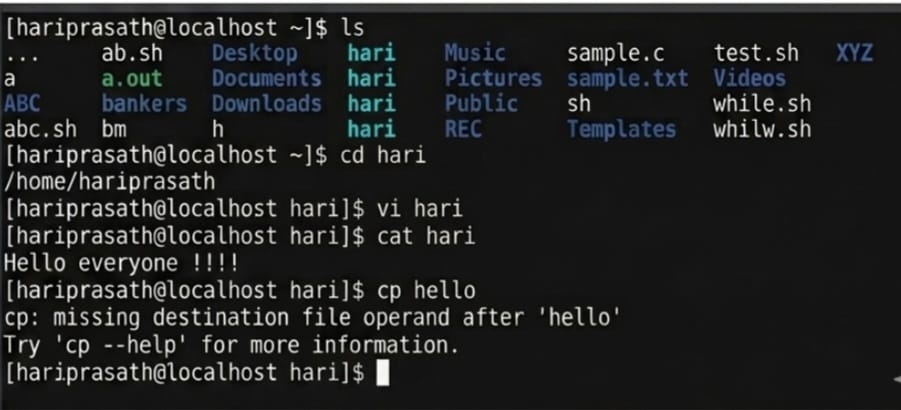 [hariprasath@localhost ~]$ ls
... ab.sh Desktop hari Music sample.c test.sh XYZ
a a.out Documents hari Pictures sample.txt Videos
ABC bankers Downloads hari Public sh while.sh
abc.sh bm h hari REC Templates whilw.sh
[hariprasath@localhost ~]$ cd hari
/home/hariprasath
[hariprasath@localhost hari]$ vi hari
[hariprasath@localhost hari]$ cat hari
Hello everyone !!!!
[hariprasath@localhost hari]$ cp hello
cp: missing destination file operand after 'hello'
Try 'cp --help' for more information.
[hariprasath@localhost hari]$